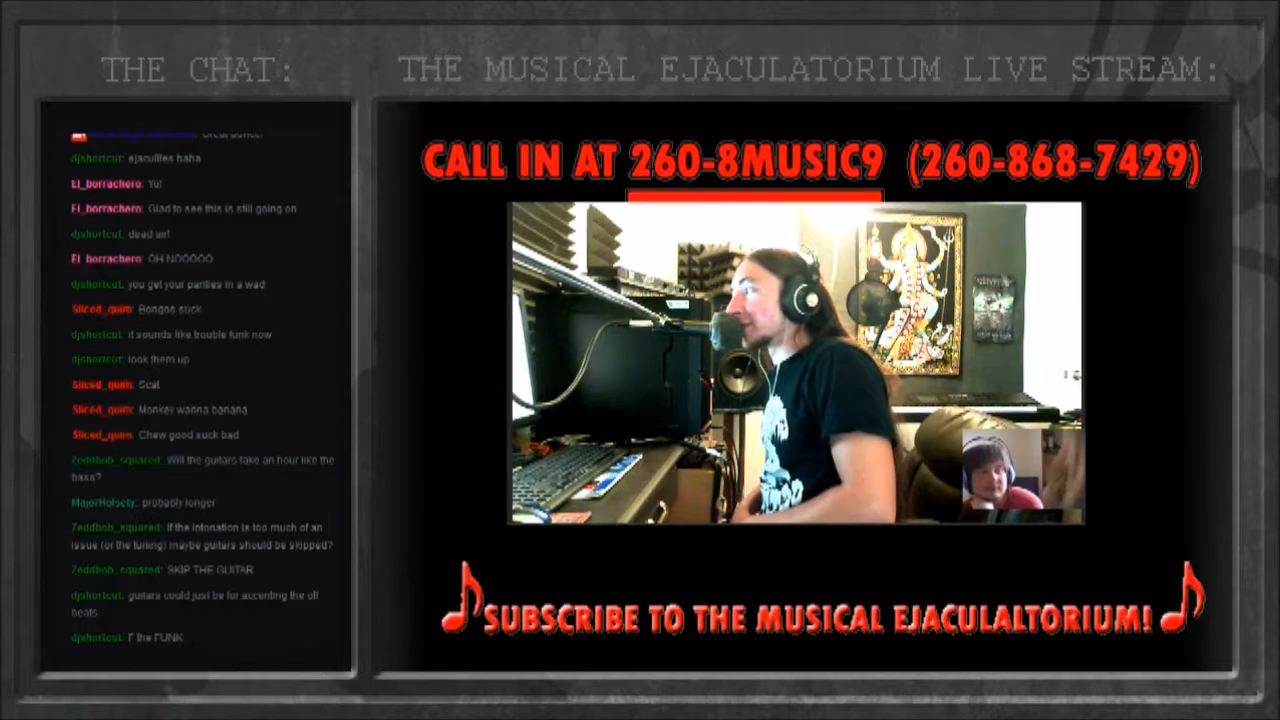 THE CHAT:
THE MUSICAL EJACULATORIUM LIVE STREAM:
CALL IN AT 260-8MUSIC9 (260-868-7429)
djshortcut: ejaculites haha
El_borrachero: Yo!
El_borrachero: Glad to see this is still going on
djshortcut: dead air!
El_borrachero: OH NOOOOO
djshortcut: you get your panties in a wad
Sliced_quim: Bongos suck
djshortcut: it sounds like trouble funk now
djshortcut: look them up
Sliced_quim: Scat
Sliced_quim: Monkey wanna banana
Sliced_quim: Chew good suck bad
Zeddbob_squared: Will the guitars take an hour like the
bass?
MajorHorsety: probably longer
Zeddbob_squared: If the intonation is too much of an
issue (or the tuning) maybe guitars should be skipped?
Zeddbob_squared: SKIP THE GUITAR
djshortcut: guitars could just be for accenting the off
beats
djshortcut: F the FUNK
SUBSCRIBE TO THE MUSICAL EJACULALTORIUM!